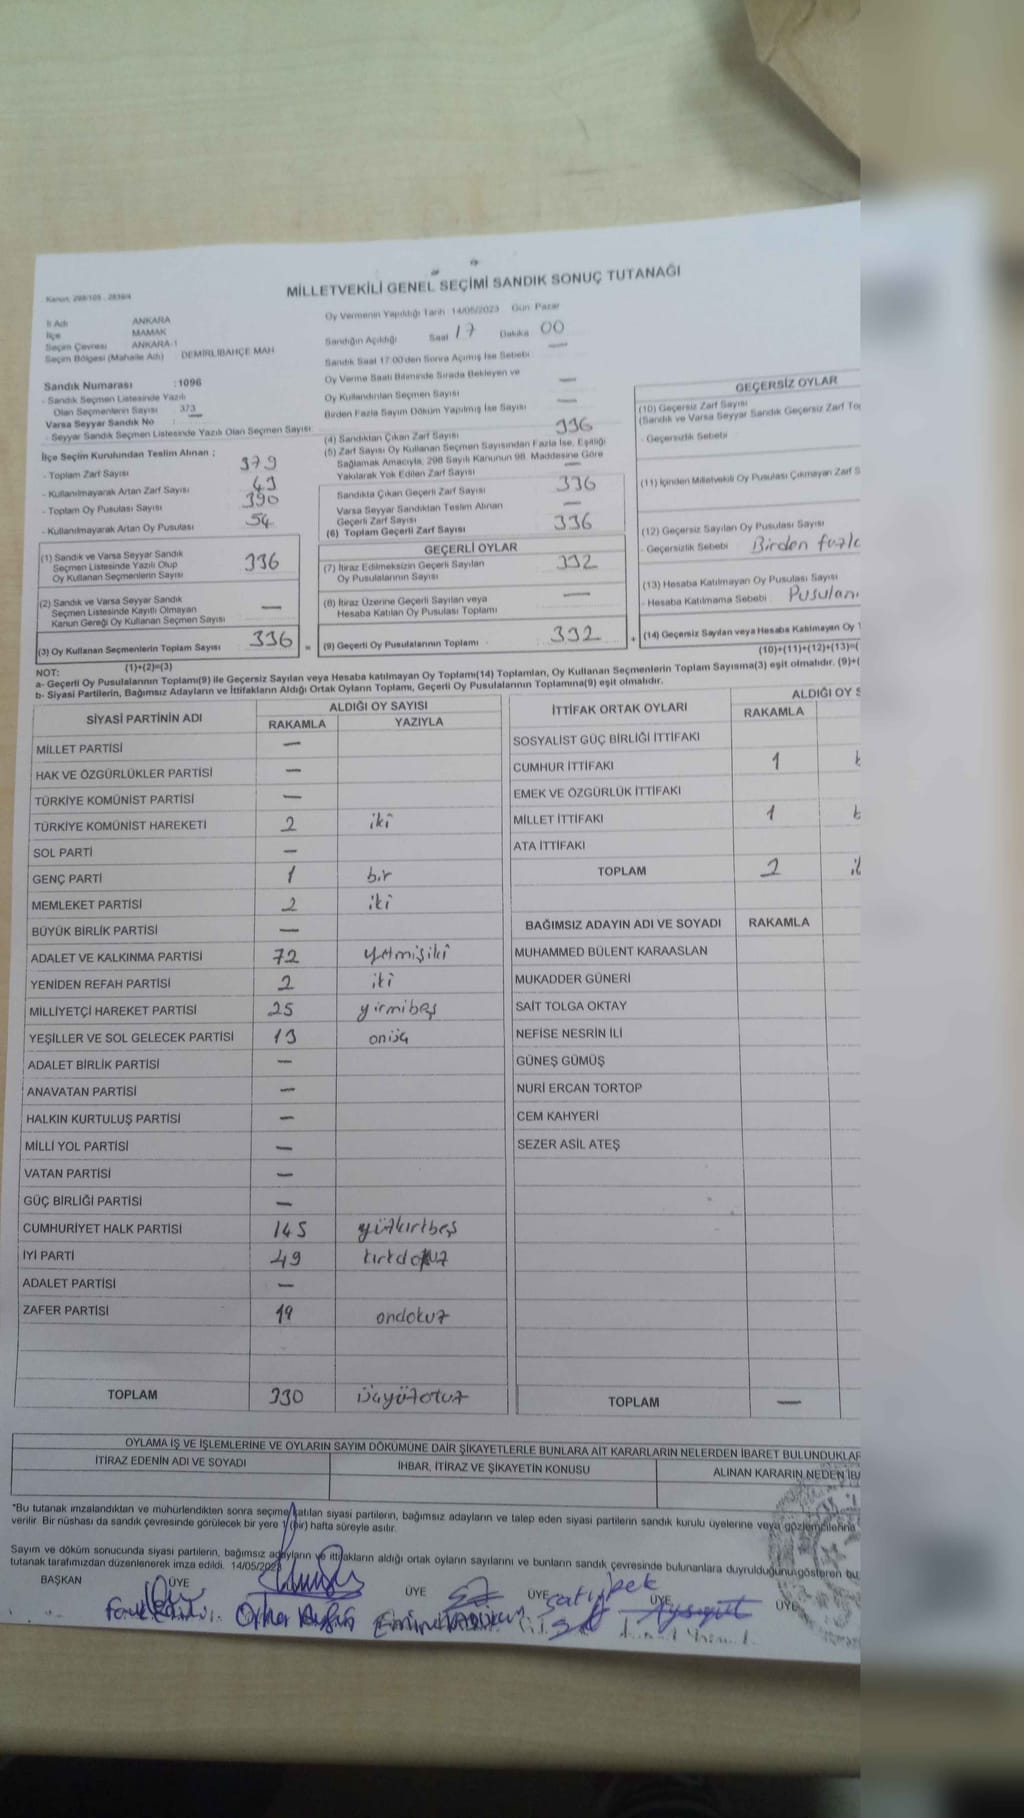 MİLLETVEKİLİ GENEL SEÇİMİ SANDIK SONUÇ TUTANAĞI
Kanun: 298/105 - 2839/4
İl Adı ANKARA
İlçe MAMAK
Seçim Çevresi ANKARA-1
Seçim Bölgesi (Mahalle Adı) DEMİRLİBAHÇE MAH
Oy Vermenin Yapıldığı Tarih 14/05/2023 Gün Pazar
Sandığın Açıldığı Saat 17 Dakika 00
Sandık Saat 17:00'den Sonra Açılmış İse Sebebi —
Oy Verme Saati Bitiminde Sırada Bekleyen ve
Oy Kullandırılan Seçmen Sayısı —
Birden Fazla Sayım Döküm Yapılmış İse Sayısı —
Sandık Numarası : 1096
- Sandık Seçmen Listesinde Yazılı
Olan Seçmenlerin Sayısı 373
Varsa Seyyar Sandık No —
- Seyyar Sandık Seçmen Listesinde Yazılı Olan Seçmen Sayısı:
İlçe Seçim Kurulundan Teslim Alınan :
- Toplam Zarf Sayısı 379
- Kullanılmayarak Artan Zarf Sayısı 43
- Toplam Oy Pusulası Sayısı 390
- Kullanılmayarak Artan Oy Pusulası 54
(1) Sandık ve Varsa Seyyar Sandık
Seçmen Listesinde Yazılı Olup
Oy Kullanan Seçmenlerin Sayısı 336
(2) Sandık ve Varsa Seyyar Sandık
Seçmen Listesinde Kayıtlı Olmayan
Kanun Gereği Oy Kullanan Seçmen Sayısı —
(3) Oy Kullanan Seçmenlerin Toplam Sayısı 336
(1)+(2)=(3)
(4) Sandıktan Çıkan Zarf Sayısı 336
(5) Zarf Sayısı Oy Kullanan Seçmen Sayısından Fazla İse, Eşitliği
Sağlamak Amacıyla, 298 Sayılı Kanunun 98. Maddesine Göre
Yakılarak Yok Edilen Zarf Sayısı —
Sandıkta Çıkan Geçerli Zarf Sayısı 336
Varsa Seyyar Sandıktan Teslim Alınan
Geçerli Zarf Sayısı —
(6) Toplam Geçerli Zarf Sayısı 336
GEÇERLİ OYLAR
(7) İtiraz Edilmeksizin Geçerli Sayılan
Oy Pusulalarının Sayısı 332
(8) İtiraz Üzerine Geçerli Sayılan veya
Hesaba Katılan Oy Pusulası Toplamı —
(9) Geçerli Oy Pusulalarının Toplamı 332
GEÇERSİZ OYLAR
(10) Geçersiz Zarf Sayısı
(Sandık ve Varsa Seyyar Sandık Geçersiz Zarf
- Geçersizlik Sebebi
(11) İçinden Milletvekili Oy Pusulası Çıkmayan Zarf S
(12) Geçersiz Sayılan Oy Pusulası Sayısı
- Geçersizlik Sebebi Birden
(13) Hesaba Katılmayan Oy Pusulası Sayısı
- Hesaba Katılmama Sebebi
+ (14) Geçersiz Sayılan veya Hesaba Katılmayan Oy
(10)+(11)+(12)+(13)=(
NOT:
a- Geçerli Oy Pusulalarının Toplamı(9) ile Geçersiz Sayılan veya Hesaba katılmayan Oy Toplamı(14) Toplamları, Oy Kullanan Seçmenlerin Toplam Sayısına(3) eşit olmalıdır. (9)+(
b- Siyasi Partilerin, Bağımsız Adayların ve İttifakların Aldığı Ortak Oyların Toplamı, Geçerli Oy Pusulalarının Toplamına(9) eşit olmalıdır.
SİYASİ PARTİNİN ADI ALDIĞI OY SAYISI
RAKAMLA YAZIYLA
MİLLET PARTİSİ —
HAK VE ÖZGÜRLÜKLER PARTİSİ —
TÜRKİYE KOMÜNİST PARTİSİ —
TÜRKİYE KOMÜNİST HAREKETİ 2 iki
SOL PARTİ —
GENÇ PARTİ 1 bir
MEMLEKET PARTİSİ 2 iki
BÜYÜK BİRLİK PARTİSİ —
ADALET VE KALKINMA PARTİSİ 72 yetmişiki
YENİDEN REFAH PARTİSİ 2 iki
MİLLİYETÇİ HAREKET PARTİSİ 25 yirmibeş
YEŞİLLER VE SOL GELECEK PARTİSİ 13 onüç
ADALET BİRLİK PARTİSİ —
ANAVATAN PARTİSİ —
HALKIN KURTULUŞ PARTİSİ —
MİLLİ YOL PARTİSİ —
VATAN PARTİSİ —
GÜÇ BİRLİĞİ PARTİSİ —
CUMHURİYET HALK PARTİSİ 145 yüzkırkbeş
İYİ PARTİ 49 kırkdokuz
ADALET PARTİSİ —
ZAFER PARTİSİ 19 ondokuz
TOPLAM 330 üçyüzotuz
İTTİFAK ORTAK OYLARI ALDIĞI OY S
RAKAMLA
SOSYALİST GÜÇ BİRLİĞİ İTTİFAKI
CUMHUR İTTİFAKI 1
EMEK VE ÖZGÜRLÜK İTTİFAKI
MİLLET İTTİFAKI 1
ATA İTTİFAKI
TOPLAM 2
BAĞIMSIZ ADAYIN ADI VE SOYADI RAKAMLA
MUHAMMED BÜLENT KARAASLAN
MUKADDER GÜNERİ
SAİT TOLGA OKTAY
NEFİSE NESRİN İLİ
GÜNEŞ GÜMÜŞ
NURİ ERCAN TORTOP
CEM KAHYERİ
SEZER ASİL ATEŞ
TOPLAM —
OYLAMA İŞ VE İŞLEMLERİNE VE OYLARIN SAYIM DÖKÜMÜNE DAİR ŞİKAYETLERLE BUNLARA AİT KARARLARIN NELERDEN İBARET BULUNDUKLAR
İTİRAZ EDENİN ADI VE SOYADI İHBAR, İTİRAZ VE ŞİKAYETİN KONUSU ALINAN KARARIN NEDEN İB
"Bu tutanak imzalandıktan ve mühürlendikten sonra seçime katılan siyasi partilerin, bağımsız adayların ve talep eden siyasi partilerin sandık kurulu üyelerine veya gözlemcilerine
verilir. Bir nüshası da sandık çevresinde görülecek bir yere 1 (bir) hafta süreyle asılır.
Sayım ve döküm sonucunda siyasi partilerin, bağımsız adayların ve ittifakların aldığı ortak oyların sayılarını ve bunların sandık çevresinde bulunanlara duyrulduğunu gösteren bu
tutanak tarafımızdan düzenlenerek imza edildi. 14/05/2023
BAŞKAN ÜYE ÜYE ÜYE ÜYE ÜYE